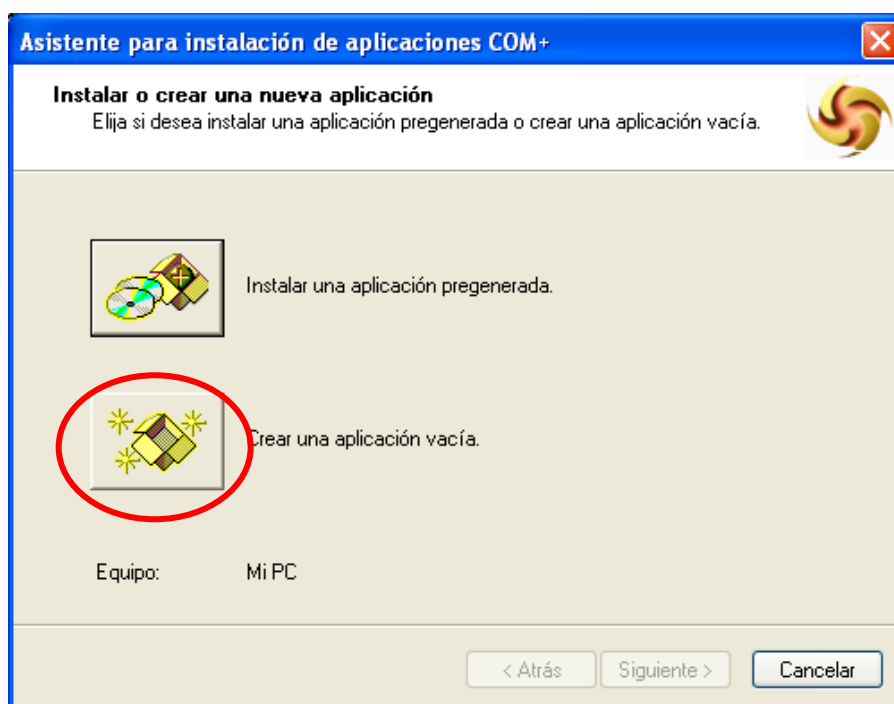 Asistente para instalación de aplicaciones COM+
Instalar o crear una nueva aplicación
Elija si desea instalar una aplicación pregenerada o crear una aplicación vacía.
Instalar una aplicación pregenerada.
Crear una aplicación vacía.
Equipo: Mi PC
< Atrás Siguiente > Cancelar